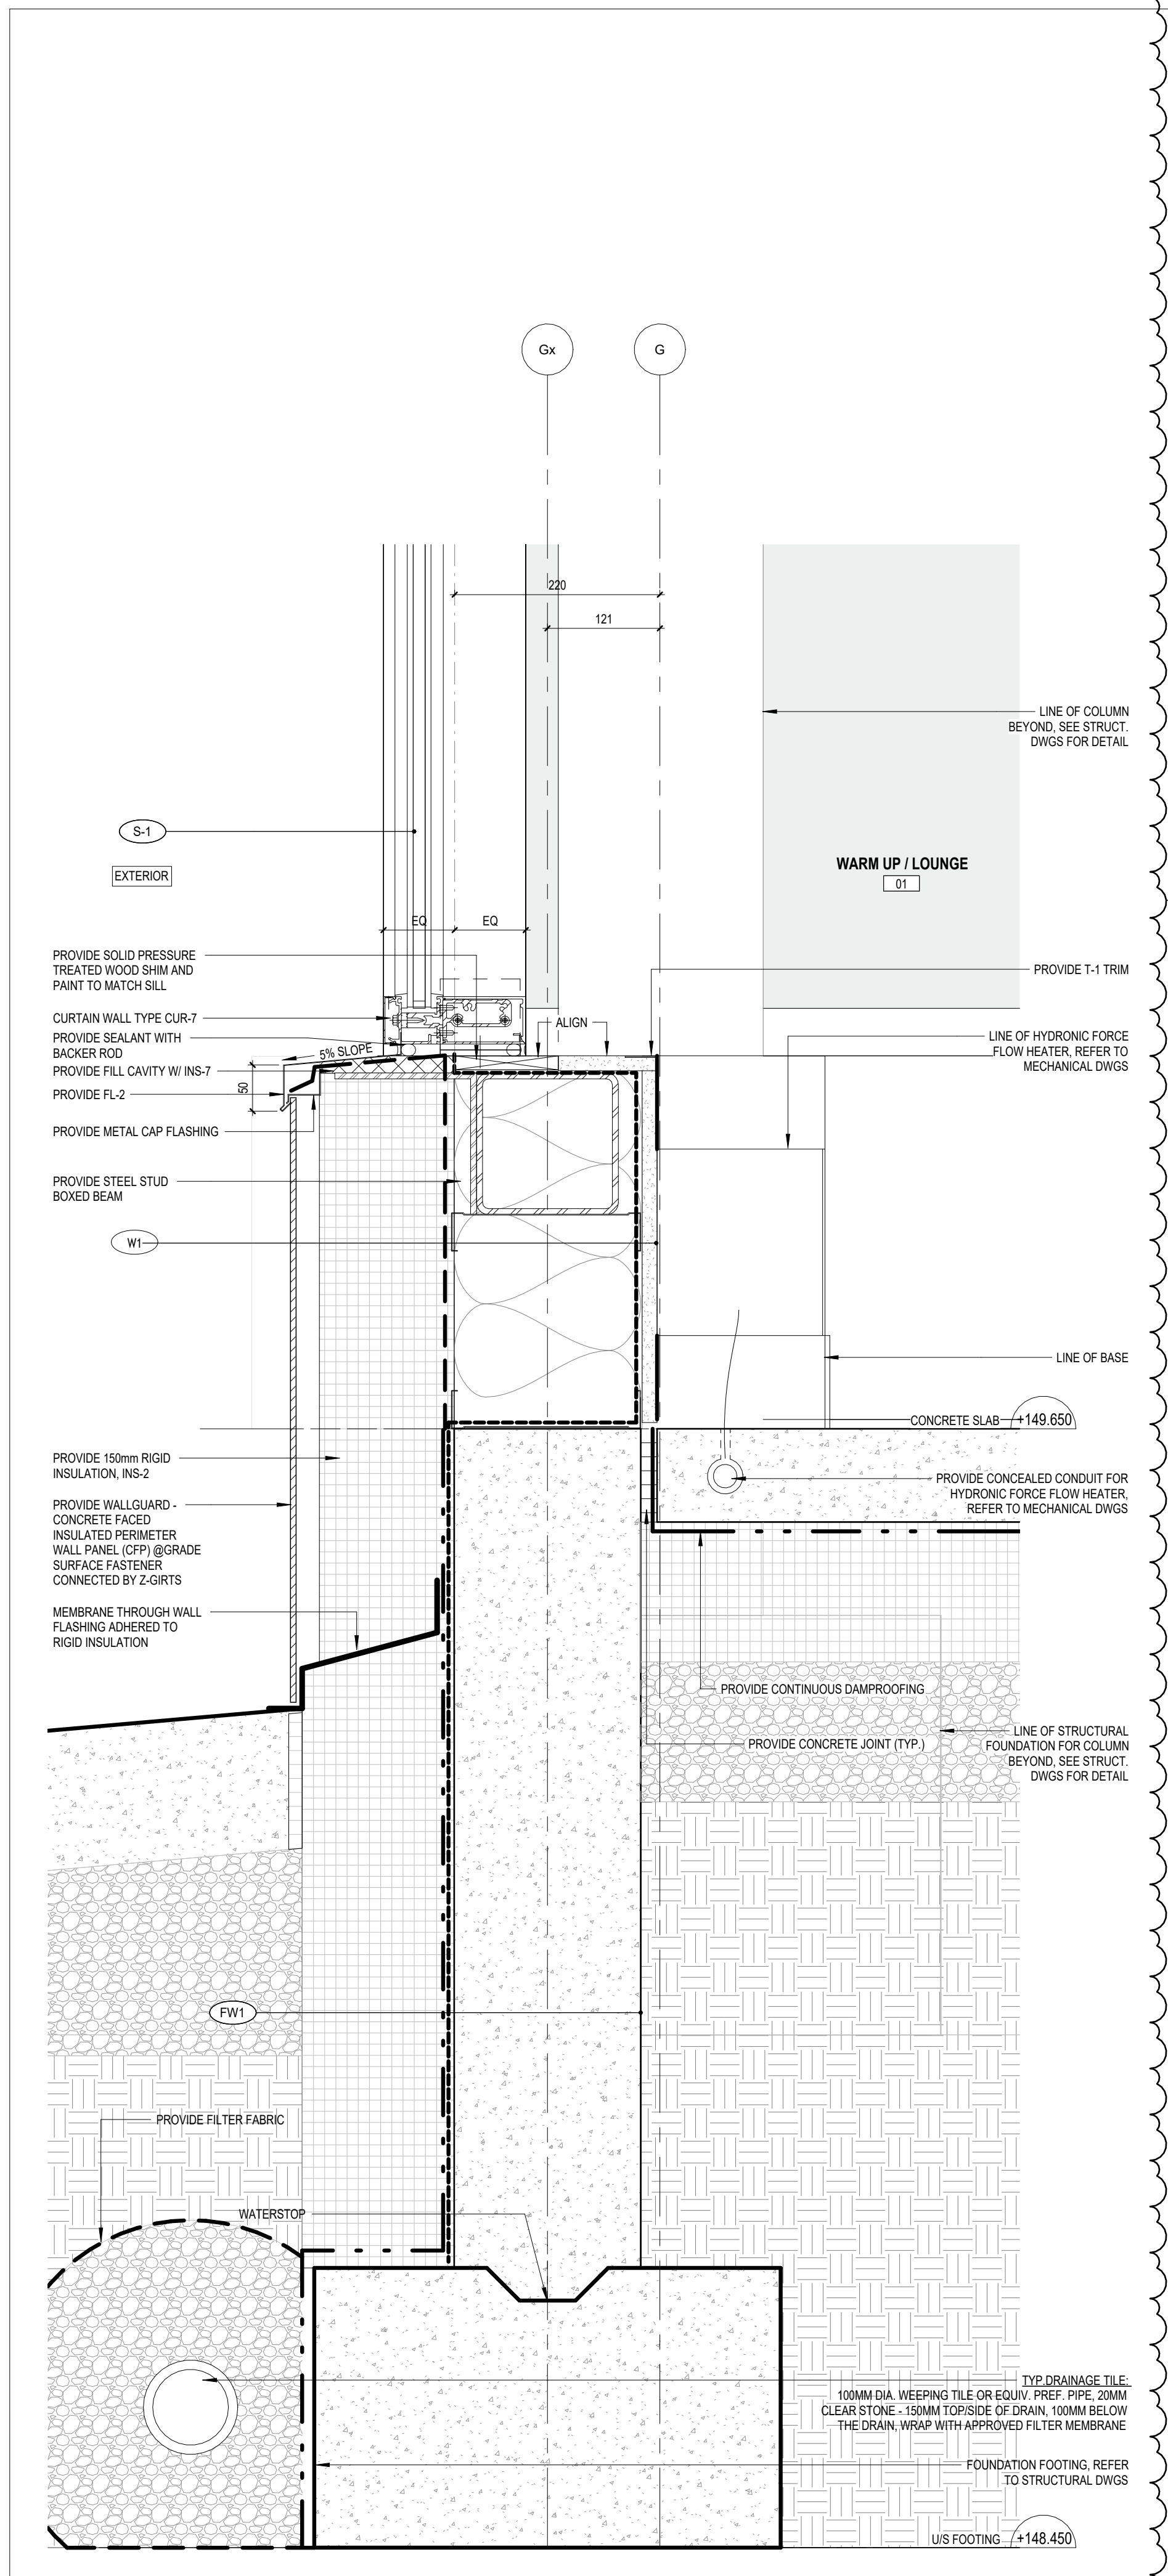 Gx
G
220
121
LINE OF COLUMN
BEYOND, SEE STRUCT.
DWGS FOR DETAIL
S-1
EXTERIOR
WARM UP / LOUNGE
01
EQ
EQ
PROVIDE SOLID PRESSURE
TREATED WOOD SHIM AND
PAINT TO MATCH SILL
PROVIDE T-1 TRIM
CURTAIN WALL TYPE CUR-7
ALIGN
PROVIDE SEALANT WITH
BACKER ROD
LINE OF HYDRONIC FORCE
FLOW HEATER, REFER TO
MECHANICAL DWGS
5% SLOPE
PROVIDE FILL CAVITY W/ INS-7
50
PROVIDE FL-2
PROVIDE METAL CAP FLASHING
PROVIDE STEEL STUD
BOXED BEAM
W1
LINE OF BASE
CONCRETE SLAB
+149.650
PROVIDE 150mm RIGID
INSULATION, INS-2
PROVIDE CONCEALED CONDUIT FOR
HYDRONIC FORCE FLOW HEATER,
REFER TO MECHANICAL DWGS
PROVIDE WALLGUARD -
CONCRETE FACED
INSULATED PERIMETER
WALL PANEL (CFP) @GRADE
SURFACE FASTENER
CONNECTED BY Z-GIRTS
MEMBRANE THROUGH WALL
FLASHING ADHERED TO
RIGID INSULATION
PROVIDE CONTINUOUS DAMPROOFING
PROVIDE CONCRETE JOINT (TYP.)
LINE OF STRUCTURAL
FOUNDATION FOR COLUMN
BEYOND, SEE STRUCT.
DWGS FOR DETAIL
FW1
PROVIDE FILTER FABRIC
WATERSTOP
TYP.DRAINAGE TILE:
100MM DIA. WEEPING TILE OR EQUIV. PREF. PIPE, 20MM
CLEAR STONE - 150MM TOP/SIDE OF DRAIN, 100MM BELOW
THE DRAIN, WRAP WITH APPROVED FILTER MEMBRANE
FOUNDATION FOOTING, REFER
TO STRUCTURAL DWGS
U/S FOOTING
+148.450